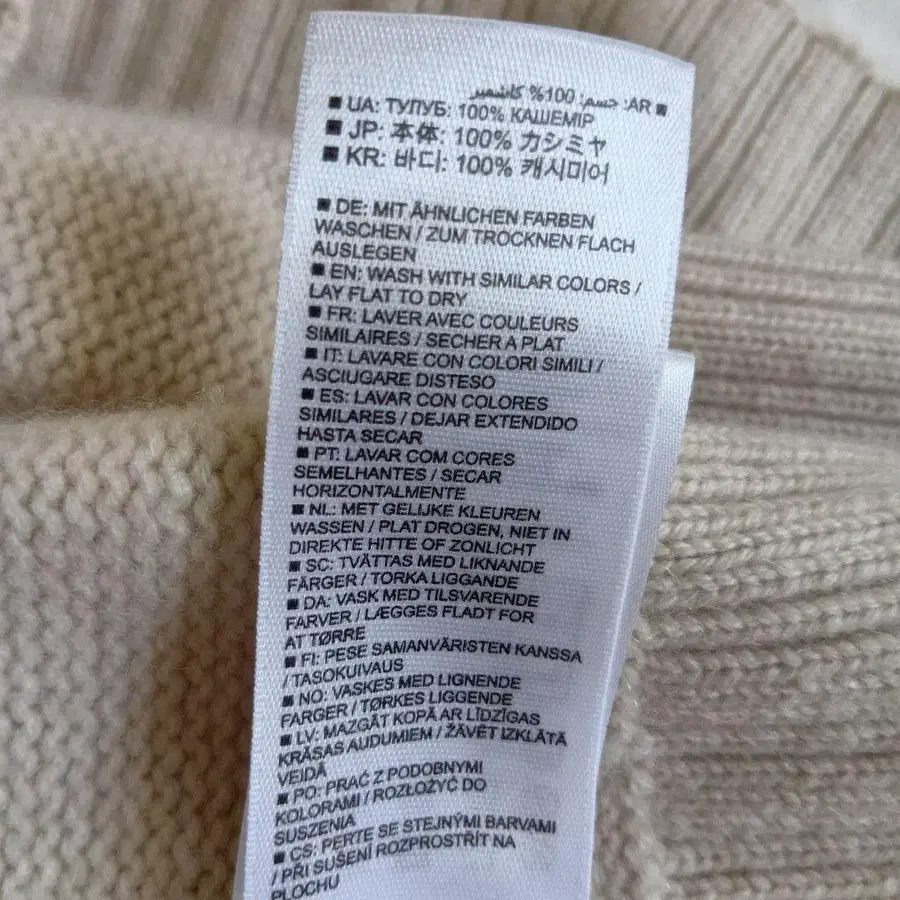 ■ AR: جسم: 100% كاشمير
■ UA: ТУЛУБ: 100% КАШЕМІР
■ JP: 本体: 100% カシミヤ
■ KR: 바디: 100% 캐시미어
■ DE: MIT ÄHNLICHEN FARBEN
WASCHEN / ZUM TROCKNEN FLACH
AUSLEGEN
■ EN: WASH WITH SIMILAR COLORS /
LAY FLAT TO DRY
■ FR: LAVER AVEC COULEURS
SIMILAIRES / SECHER A PLAT
■ IT: LAVARE CON COLORI SIMILI /
ASCIUGARE DISTESO
■ ES: LAVAR CON COLORES
SIMILARES / DEJAR EXTENDIDO
HASTA SECAR
■ PT: LAVAR COM CORES
SEMELHANTES / SECAR
HORIZONTALMENTE
■ NL: MET GELIJKE KLEUREN
WASSEN / PLAT DROGEN, NIET IN
DIREKTE HITTE OF ZONLICHT
■ SC: TVÄTTAS MED LIKNANDE
FÄRGER / TORKA LIGGANDE
■ DA: VASK MED TILSVARENDE
FARVER / LÆGGES FLADT FOR
AT TØRRE
■ FI: PESE SAMANVÄRISTEN KANSSA
/ TASOKUIVAUS
■ NO: VASKES MED LIGNENDE
FARGER / TØRKES LIGGENDE
■ LV: MAZGĀT KOPĀ AR LĪDZĪGAS
KRĀSAS AUDUMIEM / ŽĀVĒT IZKLĀTĀ
VEIDĀ
■ PO: PRAĆ Z PODOBNYMI
KOLORAMI / ROZŁOŻYĆ DO
SUSZENIA
■ CS: PERTE SE STEJNÝMI BARVAMI
/ PŘI SUŠENÍ ROZPROSTŘÍT NA
PLOCHU